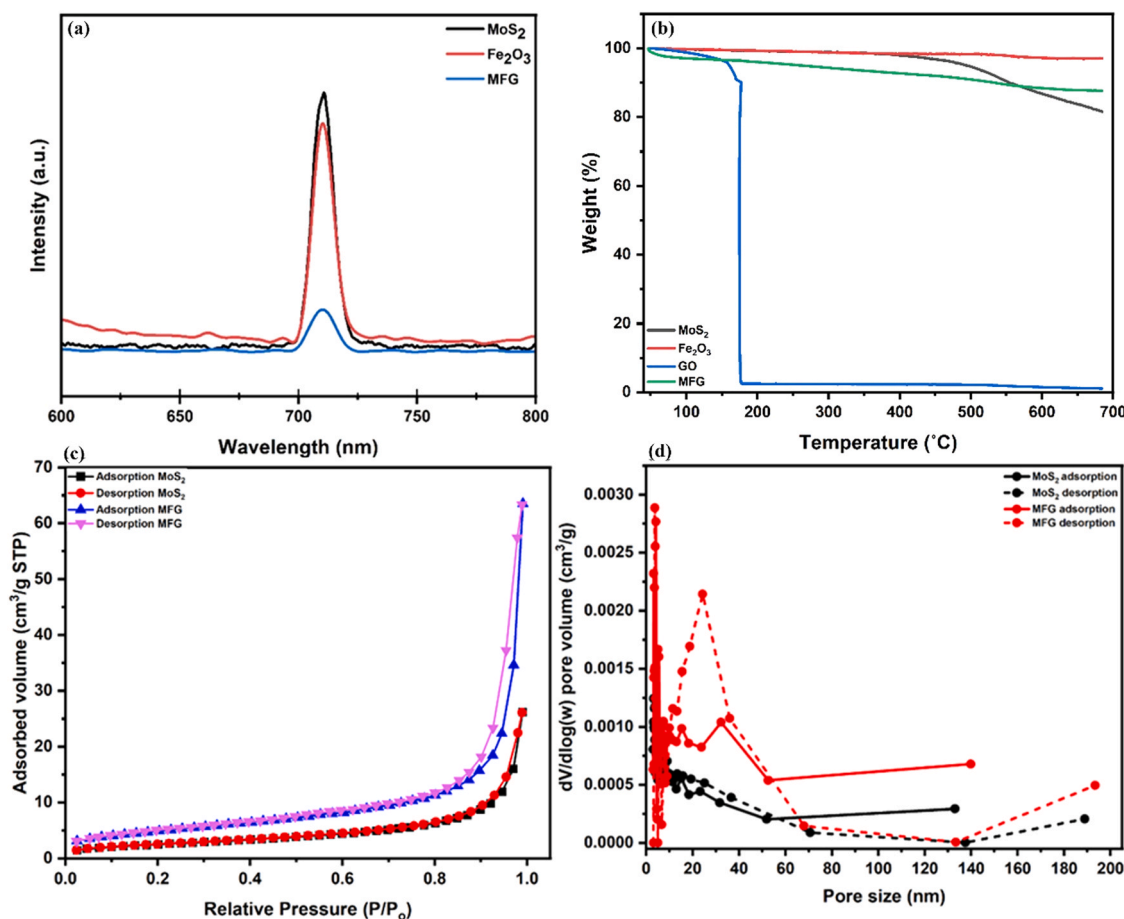 (a)
MoS₂
Fe₂O₃
MFG
Intensity (a.u.)
600 650 700 750 800
Wavelength (nm)
(b)
100
80
60
40
20
0
Weight (%)
MoS₂
Fe₂O₃
GO
MFG
100 200 300 400 500 600 700
Temperature (˚C)
(c)
70
60
50
40
30
20
10
0
Adsorbed volume (cm³/g STP)
Adsorption MoS₂
Desorption MoS₂
Adsorption MFG
Desorption MFG
0.0 0.2 0.4 0.6 0.8 1.0
Relative Pressure (P/Pₒ)
(d)
0.0030
0.0025
0.0020
0.0015
0.0010
0.0005
0.0000
dV/dlog(w) pore volume (cm³/g)
MoS₂ adsorption
MoS₂ desorption
MFG adsorption
MFG desorption
0 20 40 60 80 100 120 140 160 180 200
Pore size (nm)